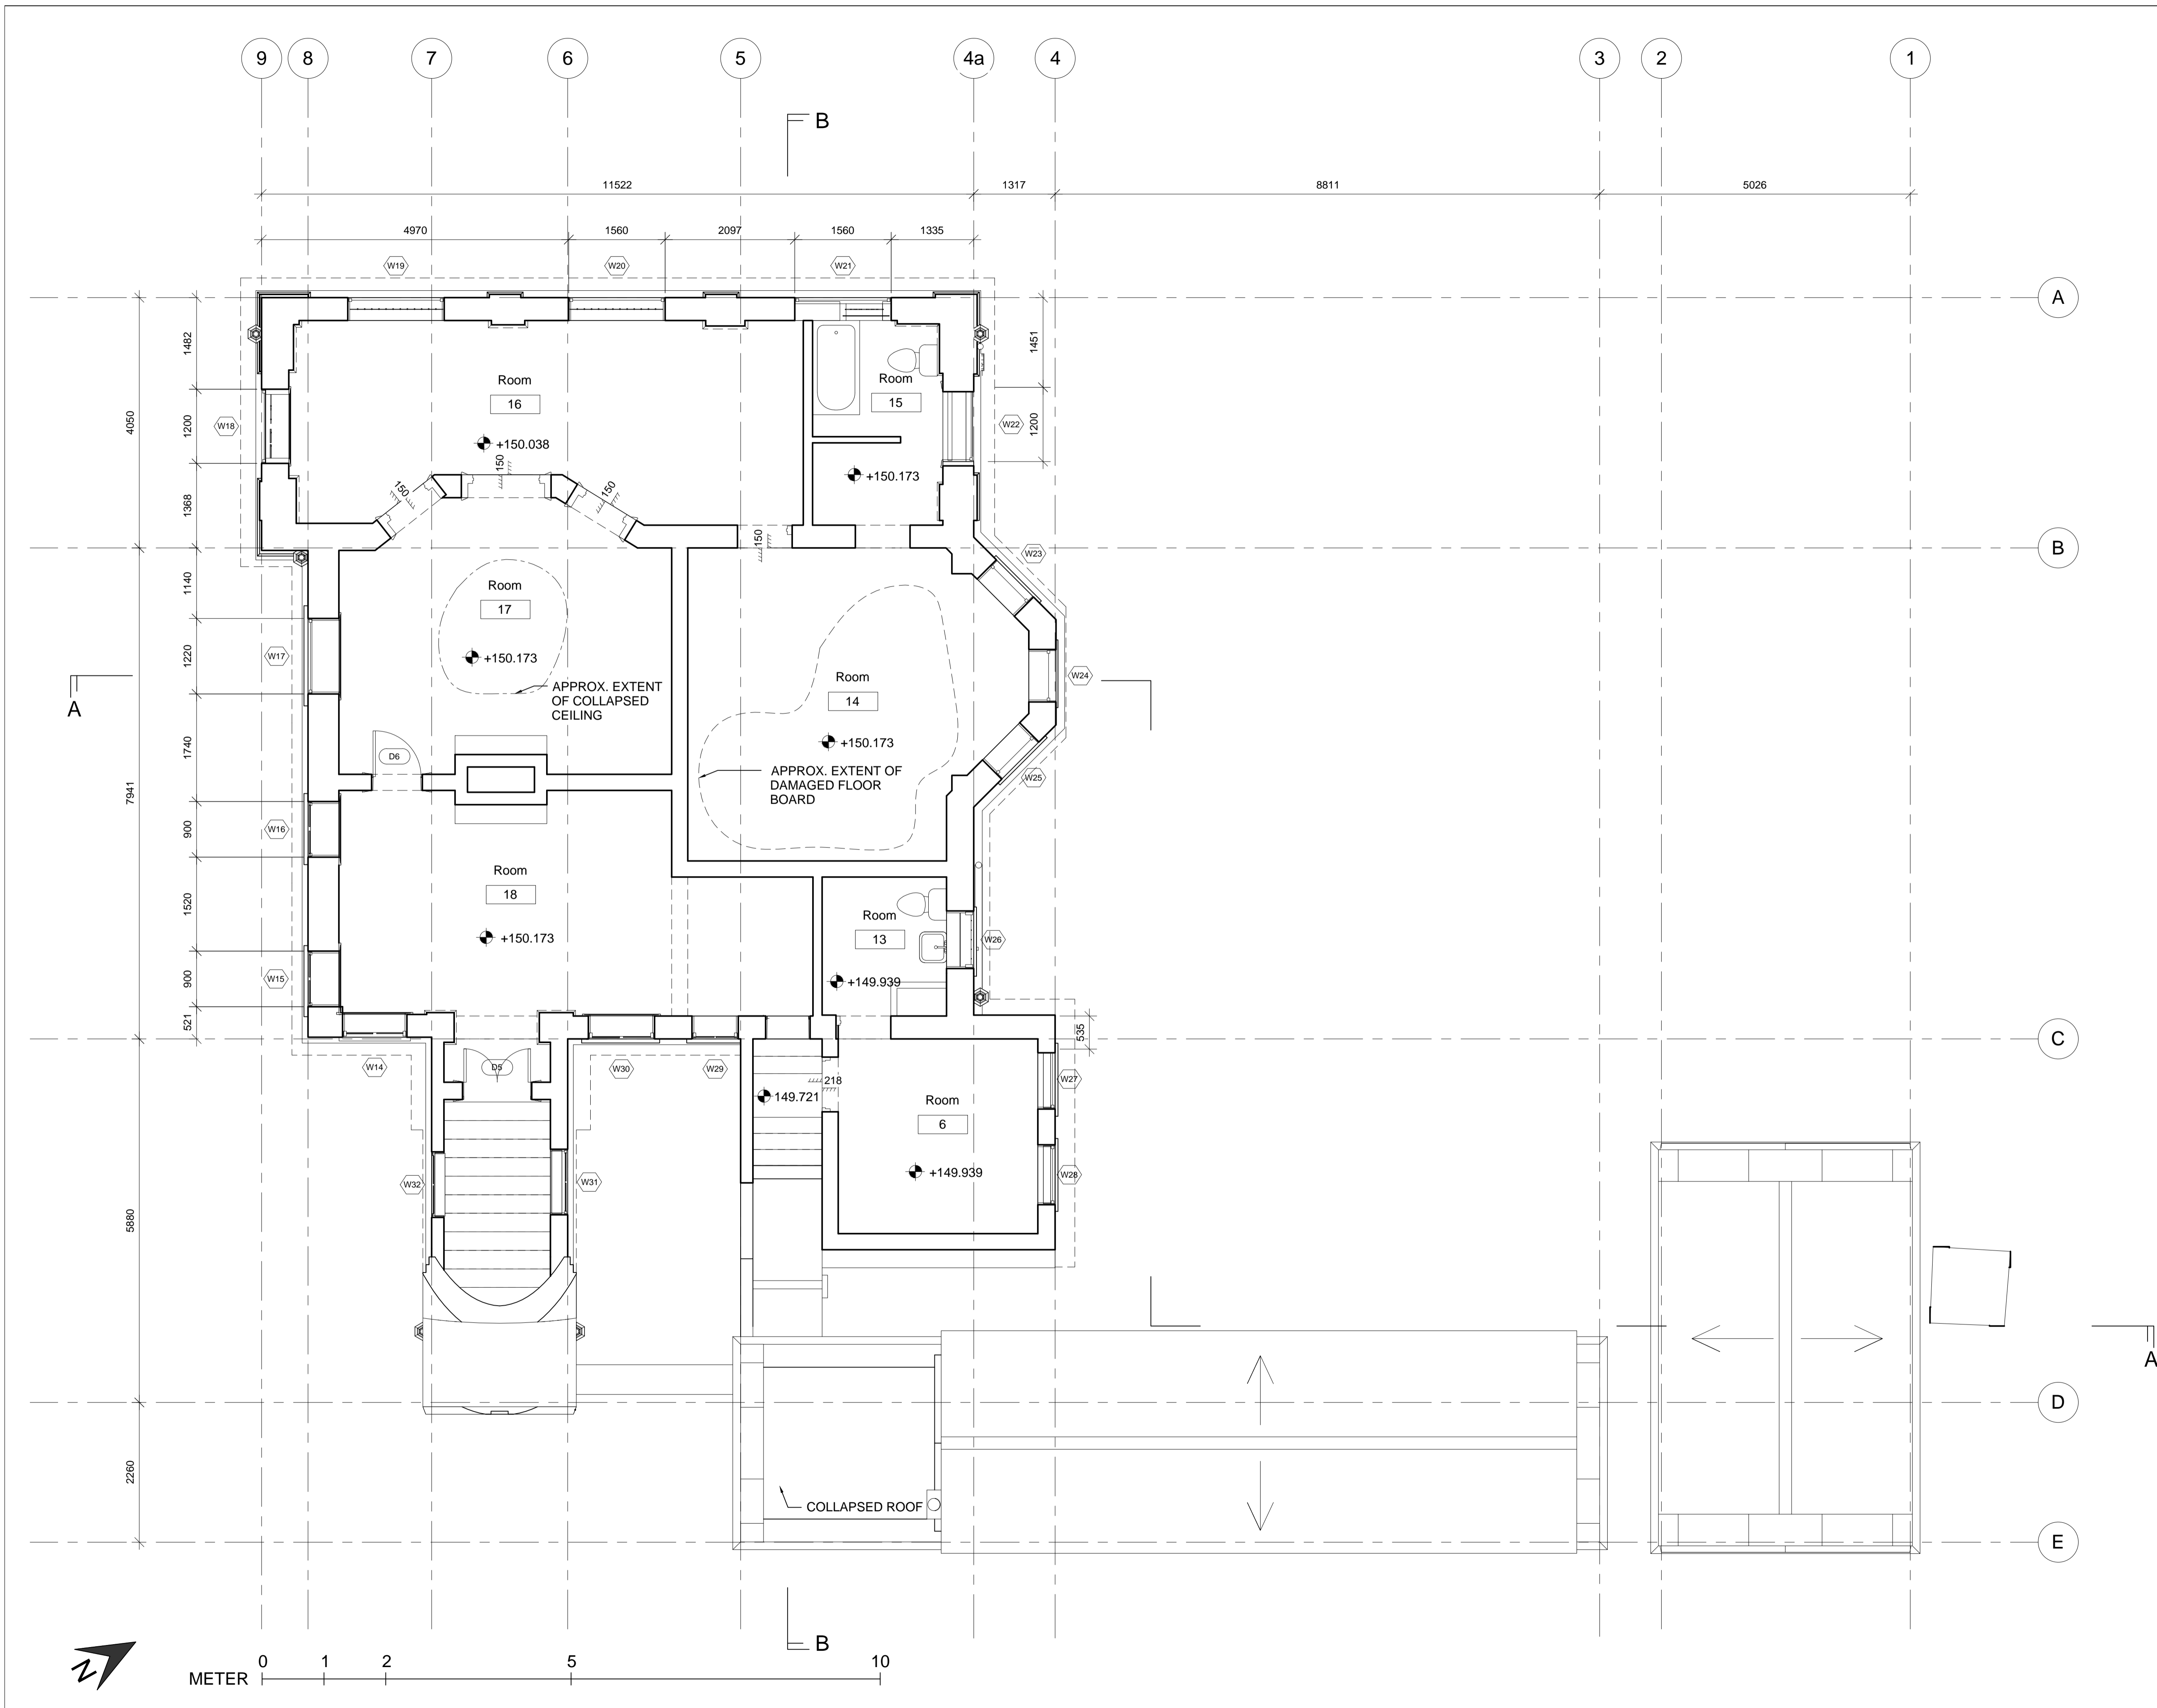 9 8 7 6 5 4a 4 3 2 1
B
11522 1317 8811 5026
4970 1560 2097 1560 1335
W19 W20 W21
A
1482
1451
Room
16
Room
15
4050
1200
W18
W22
1200
+150.038
150
+150.173
150
150
1368
150
B
W23
1140
Room
17
W17
1220
+150.173
W24
A
APPROX. EXTENT
OF COLLAPSED
CEILING
Room
14
1740
D6
+150.173
W25
APPROX. EXTENT OF
DAMAGED FLOOR
BOARD
7941
900
W16
Room
18
1520
Room
13
+150.173
W26
900
W15
+149.939
521
535
C
W14
D5
W30
W29
218
W27
149.721
Room
6
W32
W31
+149.939
W28
5880
A
D
2260
COLLAPSED ROOF
E
B
N
METER 0 1 2 5 10